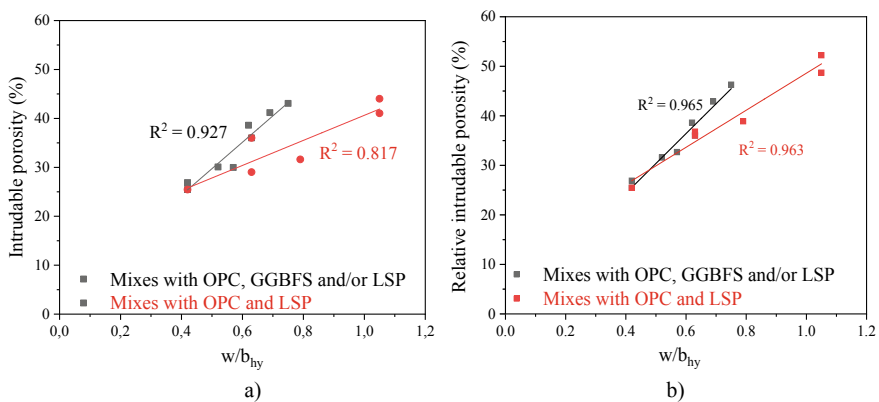 60
50
40
30
20
10
0
Intrudable porosity (%)
R² = 0.927
R² = 0.817
Mixes with OPC, GGBFS and/or LSP
Mixes with OPC and LSP
0,0 0,2 0,4 0,6 0,8 1,0 1,2
w/b_hy
a)
60
50
40
30
20
10
0
Relative intrudable porosity (%)
R² = 0.965
R² = 0.963
Mixes with OPC, GGBFS and/or LSP
Mixes with OPC and LSP
0.0 0.2 0.4 0.6 0.8 1.0 1.2
w/b_hy
b)